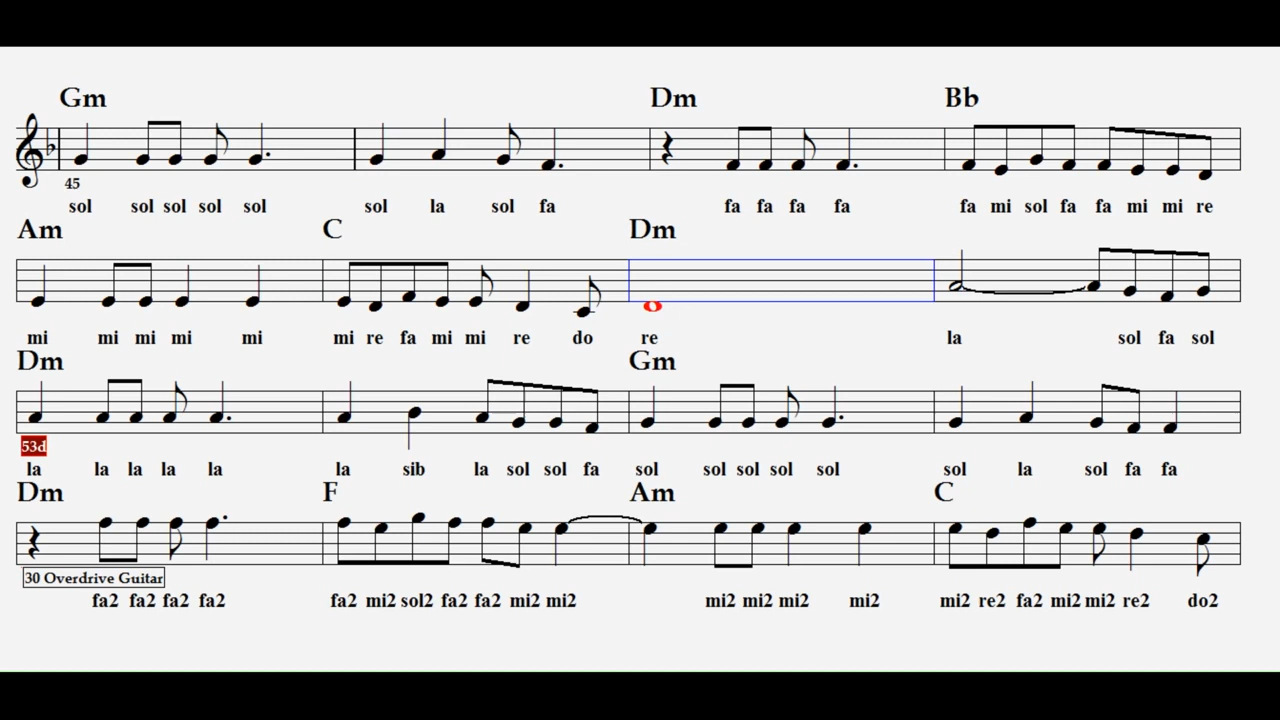 Gm Dm Bb
45
sol sol sol sol sol sol la sol fa fa fa fa fa fa mi sol fa fa mi mi re
Am C Dm
mi mi mi mi mi mi re fa mi mi re do re la sol fa sol
Dm Gm
53d
la la la la la la sib la sol sol fa sol sol sol sol sol sol la sol fa fa
Dm F Am C
30 Overdrive Guitar
fa2 fa2 fa2 fa2 fa2 mi2 sol2 fa2 fa2 mi2 mi2 mi2 mi2 mi2 mi2 mi2 re2 fa2 mi2 mi2 re2 do2